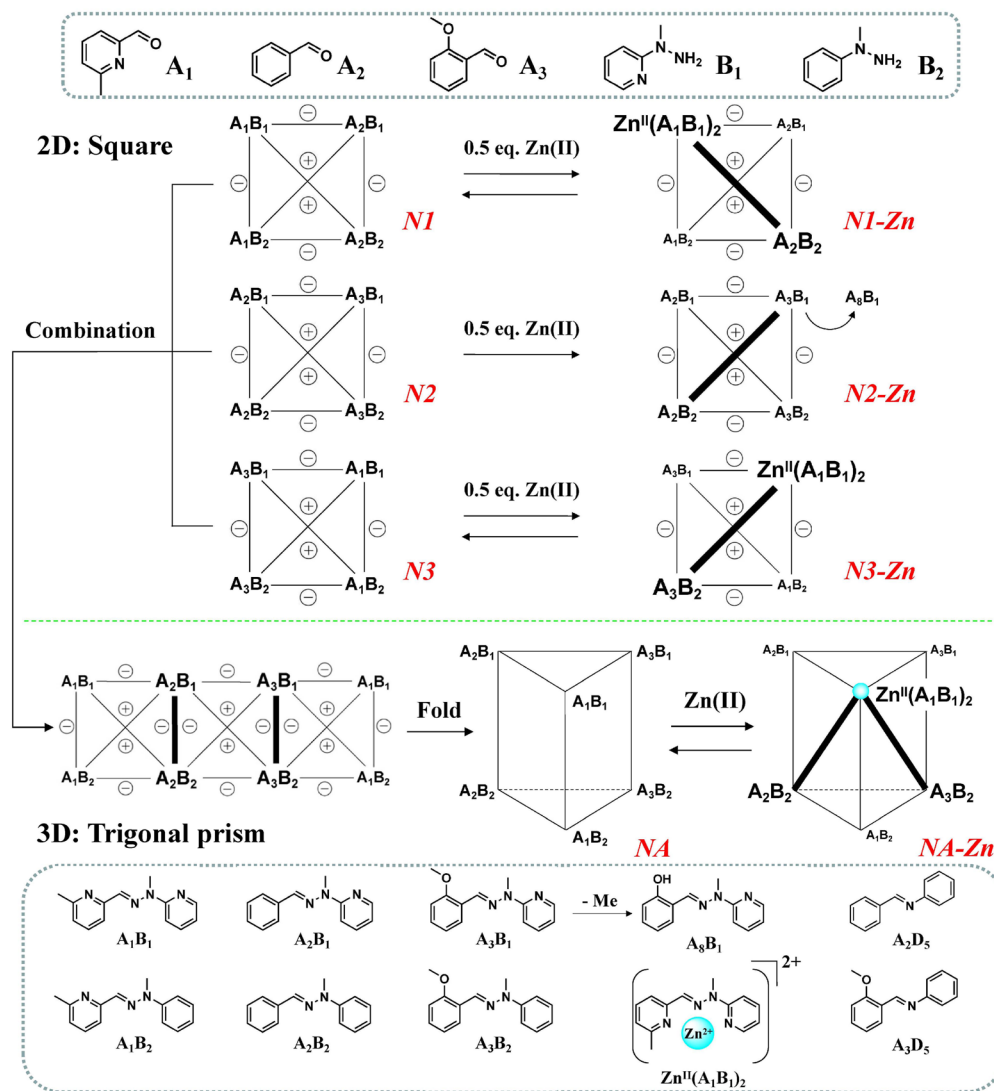 A₁ A₂ A₃ B₁ B₂
N O O O O N N NH₂ N NH₂
2D: Square
A₁B₁ ⊖ A₂B₁
⊖ ⊕ ⊕ ⊖
A₁B₂ ⊖ A₂B₂
N1
0.5 eq. Zn(II)
Znᴵᴵ(A₁B₁)₂ ⊖ A₂B₁
⊖ ⊕ ⊕ ⊖
A₁B₂ ⊖ A₂B₂
N1-Zn
Combination
A₂B₁ ⊖ A₃B₁
⊖ ⊕ ⊕ ⊖
A₂B₂ ⊖ A₃B₂
N2
0.5 eq. Zn(II)
A₂B₁ ⊖ A₃B₁ A₈B₁
⊖ ⊕ ⊕ ⊖
A₂B₂ ⊖ A₃B₂
N2-Zn
A₃B₁ ⊖ A₁B₁
⊖ ⊕ ⊕ ⊖
A₃B₂ ⊖ A₁B₂
N3
0.5 eq. Zn(II)
A₃B₁ ⊖ Znᴵᴵ(A₁B₁)₂
⊖ ⊕ ⊕ ⊖
A₃B₂ ⊖ A₁B₂
N3-Zn
A₁B₁ ⊖ A₂B₁ ⊖ A₃B₁ ⊖ A₁B₁
⊖ ⊕ ⊕ ⊖ ⊖ ⊕ ⊕ ⊖ ⊖ ⊕ ⊕ ⊖
A₁B₂ ⊖ A₂B₂ ⊖ A₃B₂ ⊖ A₁B₂
Fold
A₂B₁ A₃B₁
A₁B₁
A₂B₂ A₃B₂
A₁B₂
NA
Zn(II)
A₂B₁ A₃B₁
Znᴵᴵ(A₁B₁)₂
A₂B₂ A₃B₂
A₁B₂
NA-Zn
3D: Trigonal prism
N N N N N N N O N N N - Me OH N N N N
A₁B₁ A₂B₁ A₃B₁ A₈B₁ A₂D₅
2+
N N N N N O N N N N N N Zn²⁺ O N
A₁B₂ A₂B₂ A₃B₂ Znᴵᴵ(A₁B₁)₂ A₃D₅